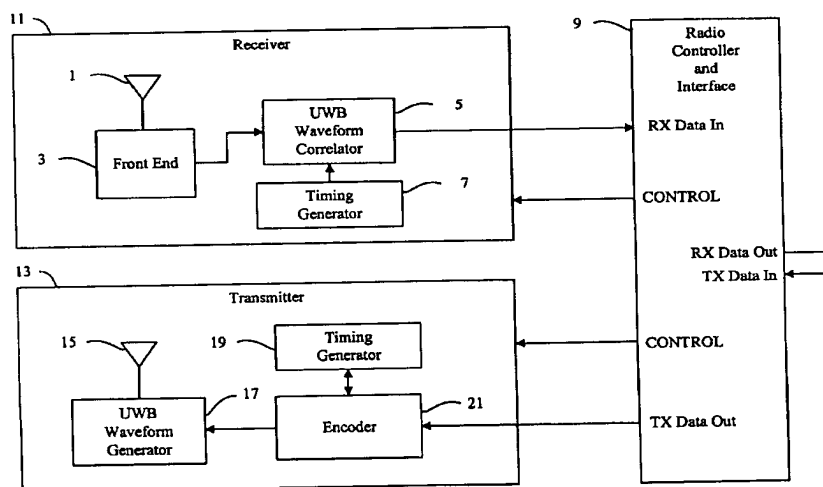 11
Receiver
1
3
Front End
UWB
Waveform
Correlator
5
Timing
Generator
7
9
Radio
Controller
and
Interface
RX Data In
CONTROL
RX Data Out
TX Data In
CONTROL
TX Data Out
13
Transmitter
15
19
Timing
Generator
UWB
Waveform
Generator
17
Encoder
21